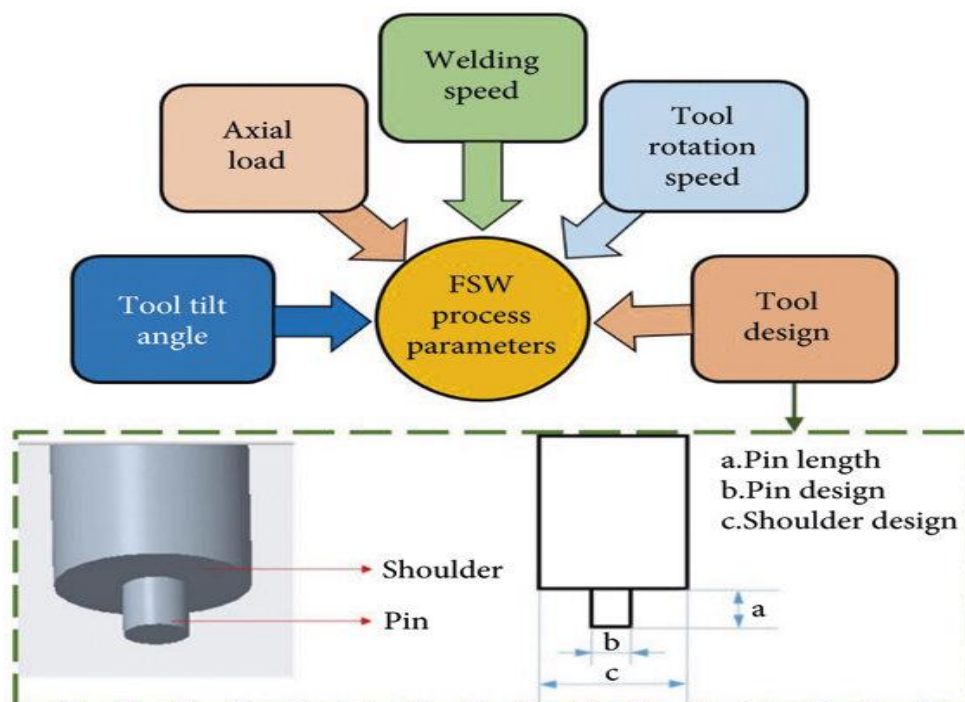 Welding
speed
Axial
load
Tool
rotation
speed
Tool tilt
angle
FSW
process
parameters
Tool
design
a.Pin length
b.Pin design
c.Shoulder design
Shoulder
Pin
a
b
c